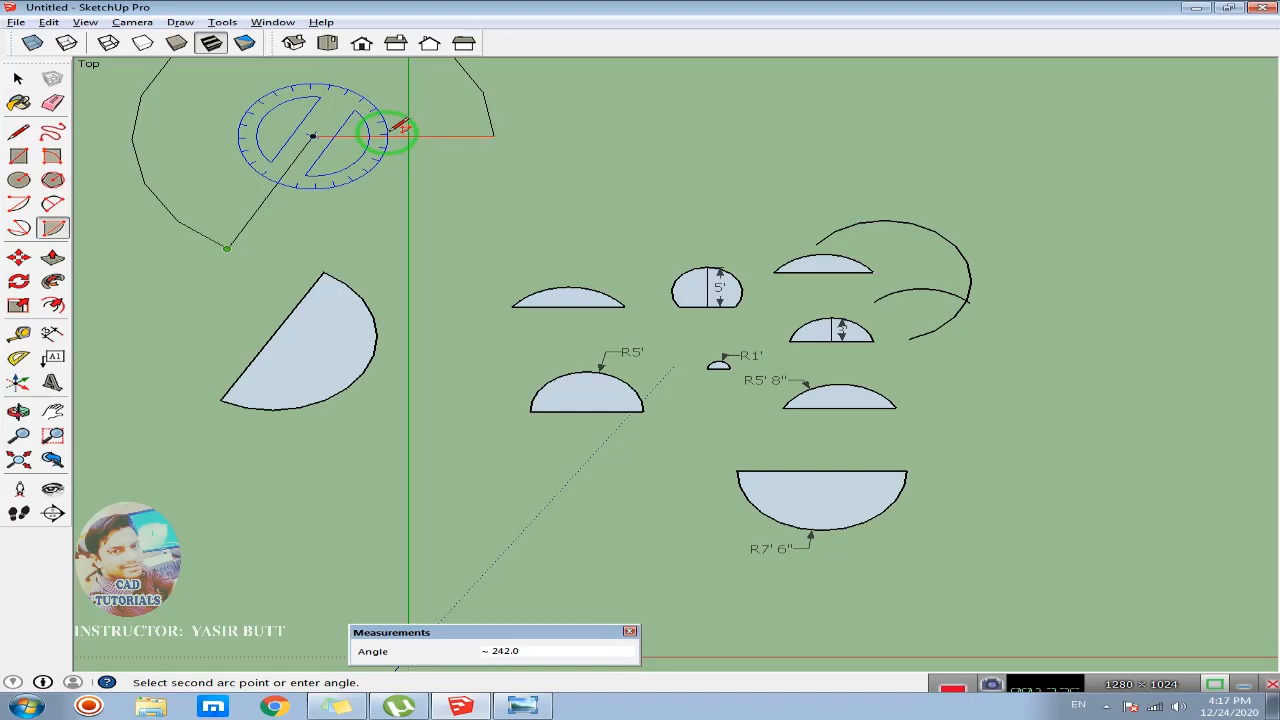 Untitled - SketchUp Pro
File Edit View Camera Draw Tools Window Help
Top
5'
R5'
R1'
R5' 8"
R7' 6"
A1
CAD
TUTORIALS
INSTRUCTOR: YASIR BUTT
Measurements
Angle ~ 242.0
Select second arc point or enter angle.
1280 × 1024
EN
4:17 PM
12/24/2020